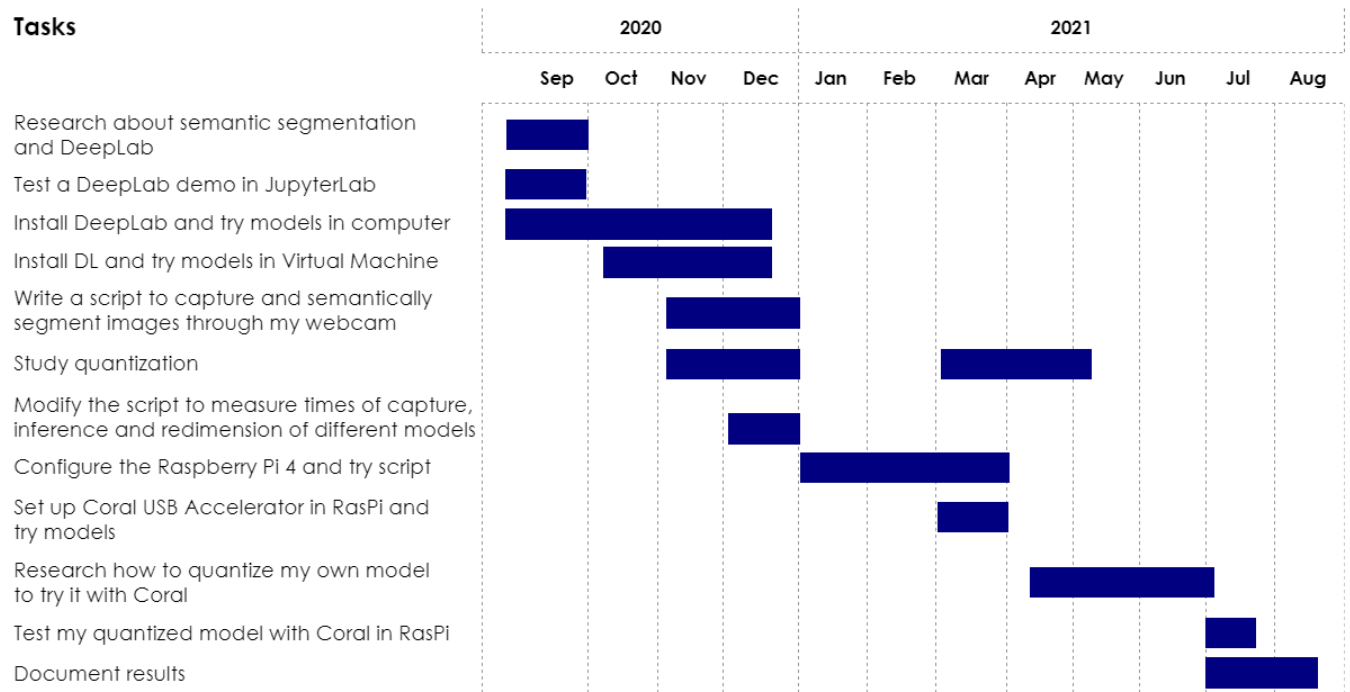 Tasks
2020
2021
Sep
Oct
Nov
Dec
Jan
Feb
Mar
Apr
May
Jun
Jul
Aug
Research about semantic segmentation
and DeepLab
Test a DeepLab demo in JupyterLab
Install DeepLab and try models in computer
Install DL and try models in Virtual Machine
Write a script to capture and semantically
segment images through my webcam
Study quantization
Modify the script to measure times of capture,
inference and redimension of different models
Configure the Raspberry Pi 4 and try script
Set up Coral USB Accelerator in RasPi and
try models
Research how to quantize my own model
to try it with Coral
Test my quantized model with Coral in RasPi
Document results